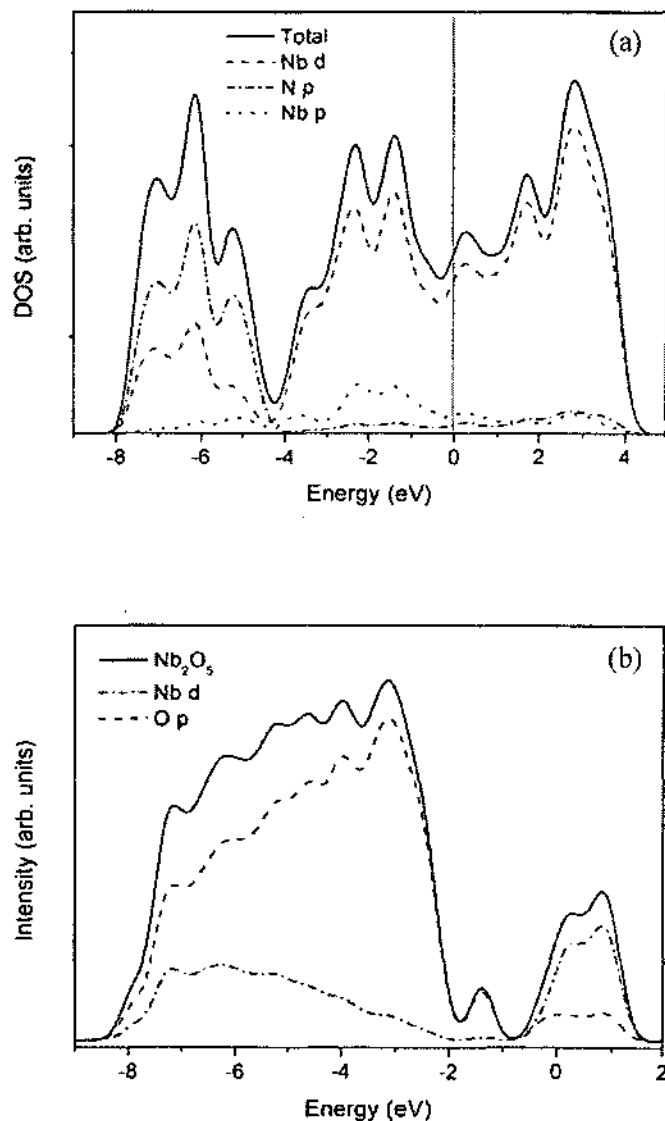 (a)
Total
Nb d
N p
Nb p
DOS (arb. units)
-8 -6 -4 -2 0 2 4
Energy (eV)
(b)
Nb₂O₅
Nb d
O p
Intensity (arb. units)
-8 -6 -4 -2 0 2
Energy (eV)